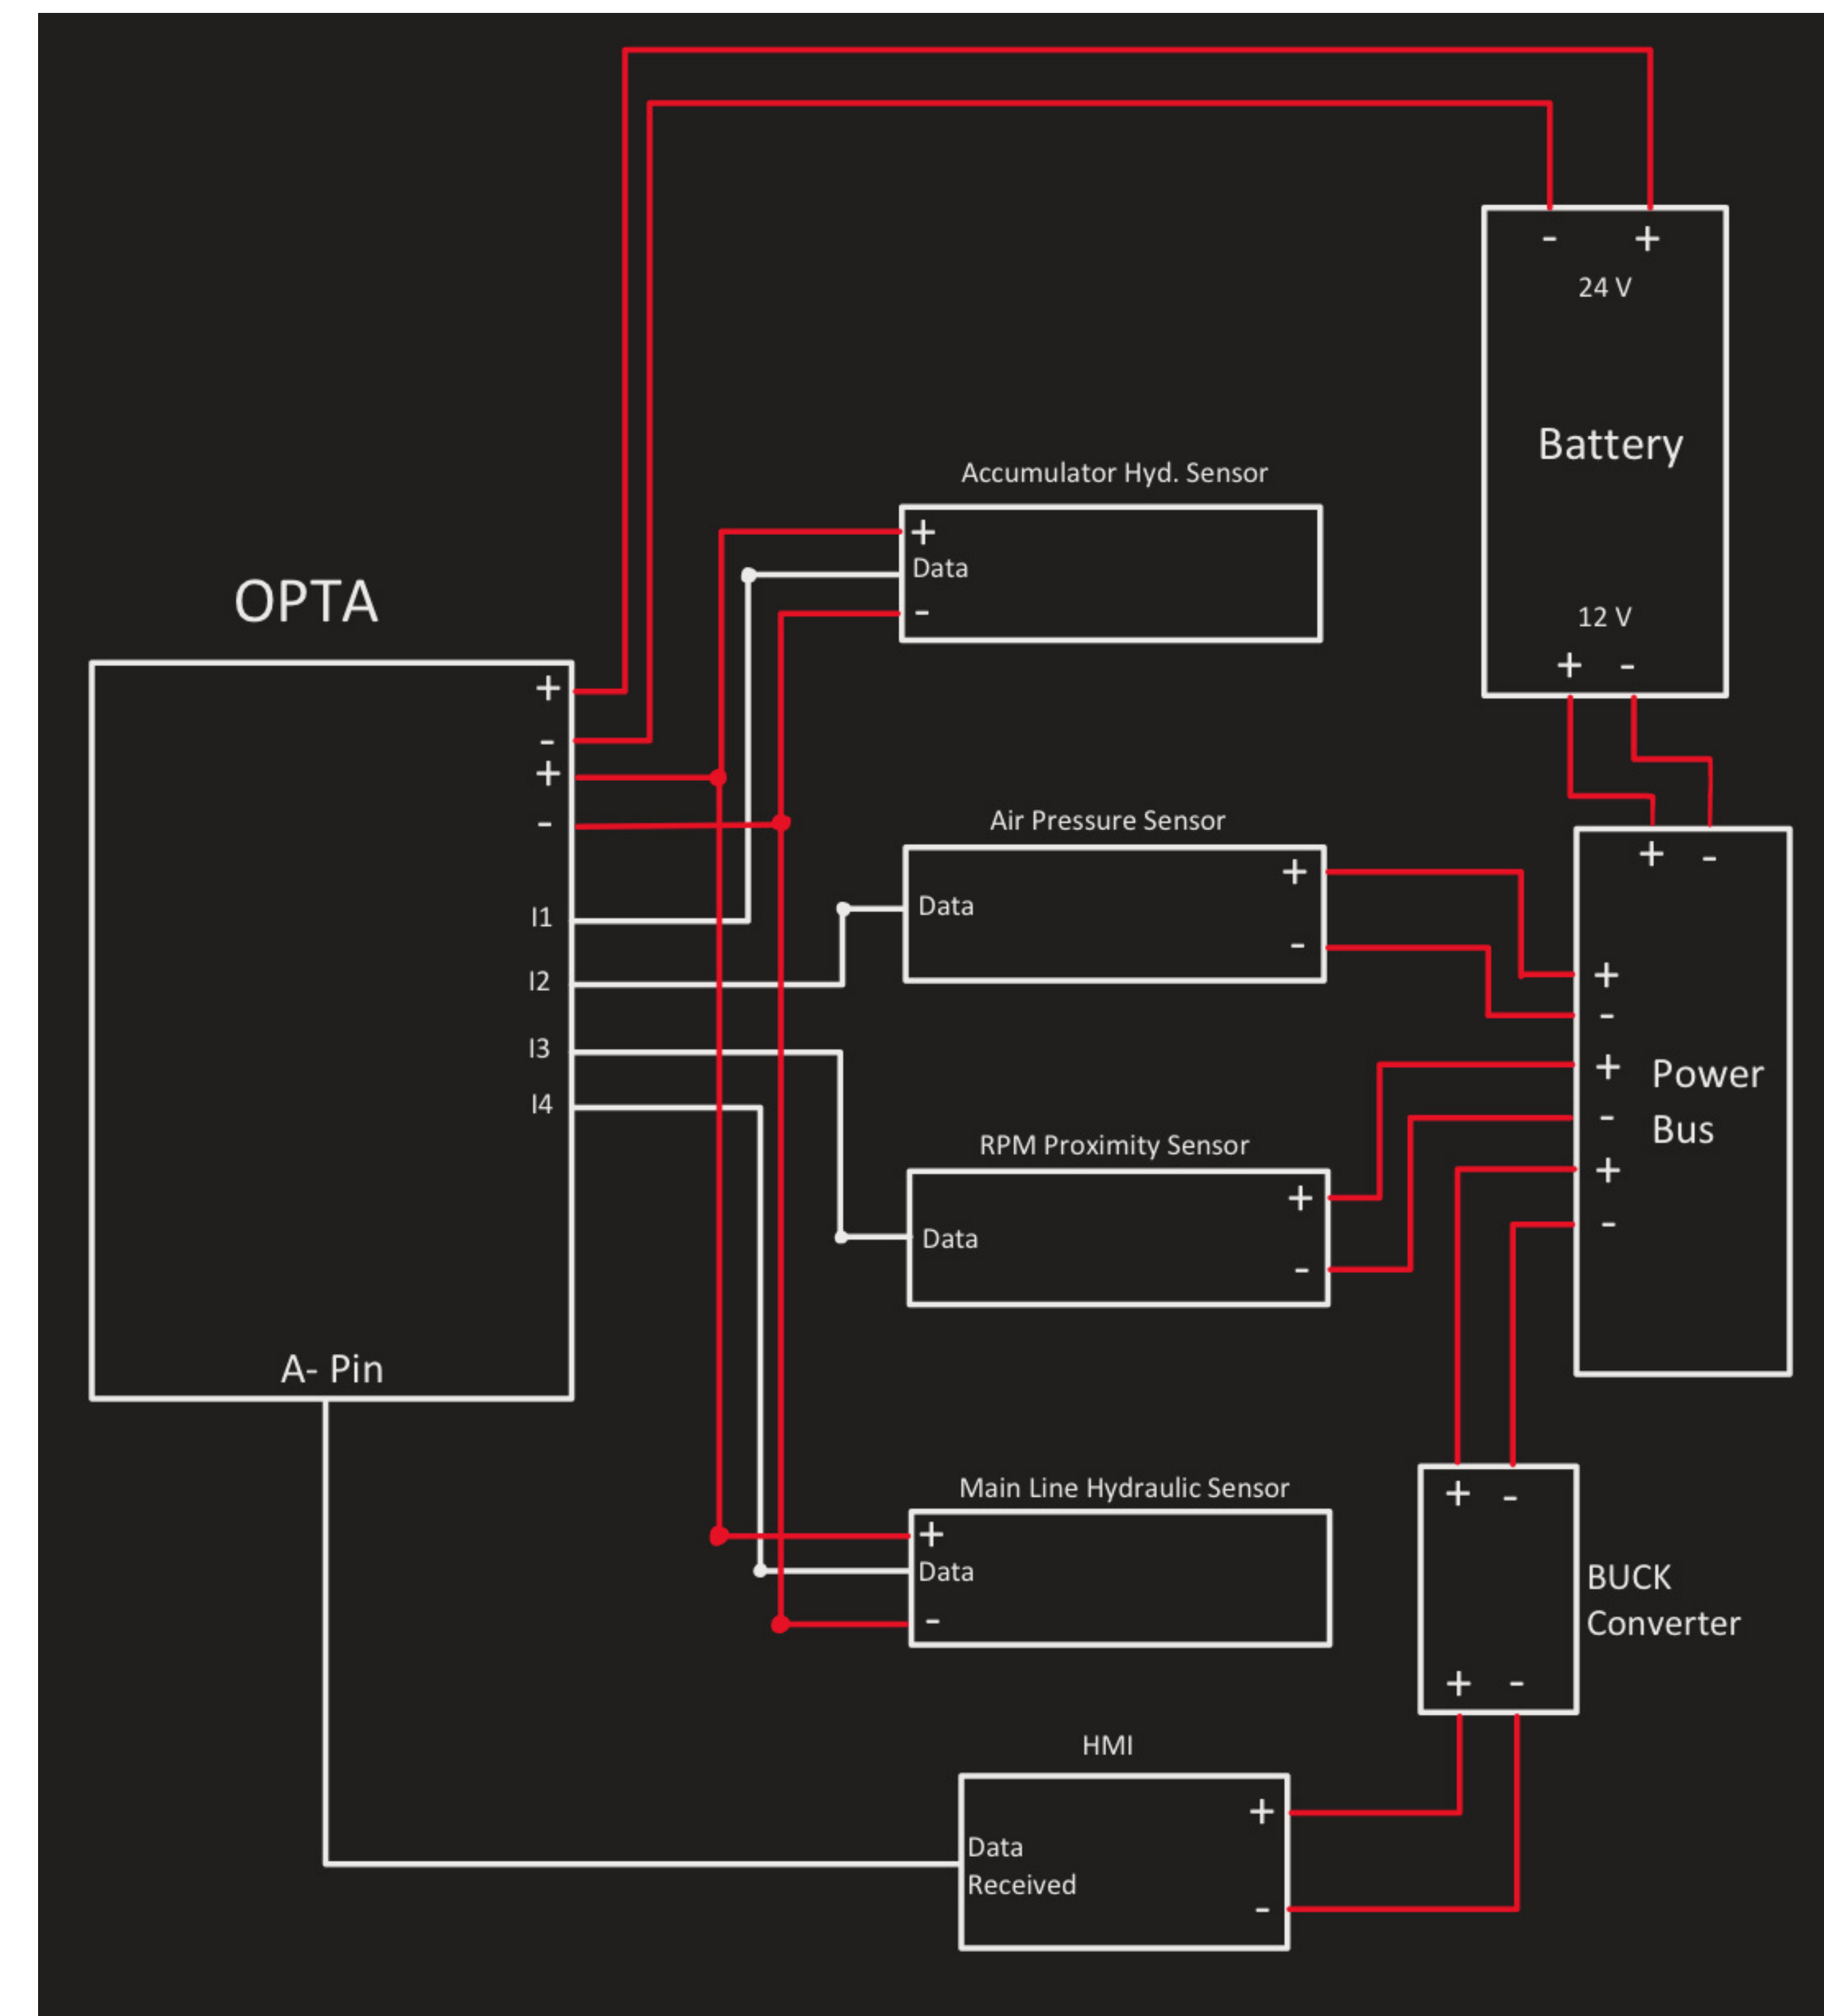 - +
24 V
Battery
12 V
+ -
Accumulator Hyd. Sensor
+
Data
-
OPTA
+
-
+
-
I1
I2
I3
I4
A- Pin
Air Pressure Sensor
+
Data
-
+ -
+
-
+
-
+
-
Power
Bus
RPM Proximity Sensor
+
Data
-
Main Line Hydraulic Sensor
+
Data
-
+ -
BUCK
Converter
+ -
HMI
+
Data
Received
-